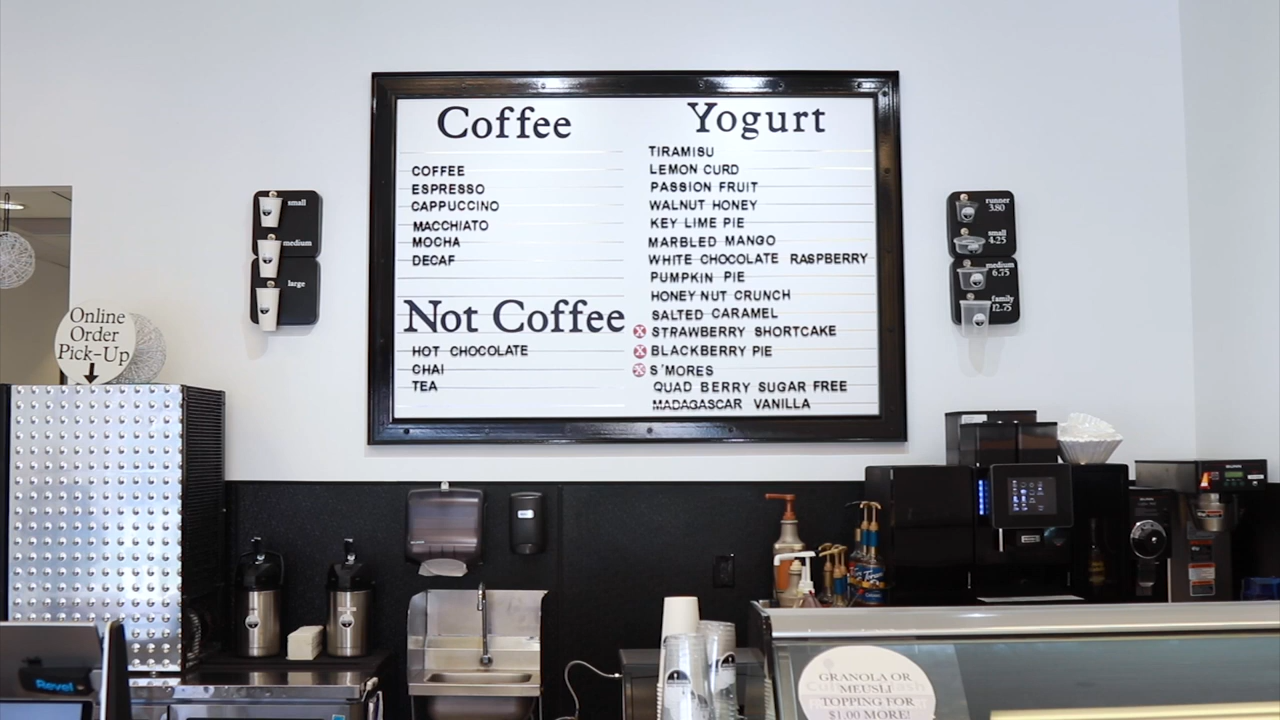 Coffee
COFFEE
ESPRESSO
CAPPUCCINO
MACCHIATO
MOCHA
DECAF
Not Coffee
HOT CHOCOLATE
CHAI
TEA
Yogurt
TIRAMISU
LEMON CURD
PASSION FRUIT
WALNUT HONEY
KEY LIME PIE
MARBLED MANGO
WHITE CHOCOLATE RASPBERRY
PUMPKIN PIE
HONEY NUT CRUNCH
SALTED CARAMEL
X STRAWBERRY SHORTCAKE
X BLACKBERRY PIE
X S'MORES
QUAD BERRY SUGAR FREE
MADAGASCAR VANILLA
small
medium
large
runner
3.80
small
4.25
medium
6.75
family
12.75
Online
Order
Pick-Up
Revel
GRANOLA OR
MEUSLI
TOPPING FOR
$1.00 MORE!